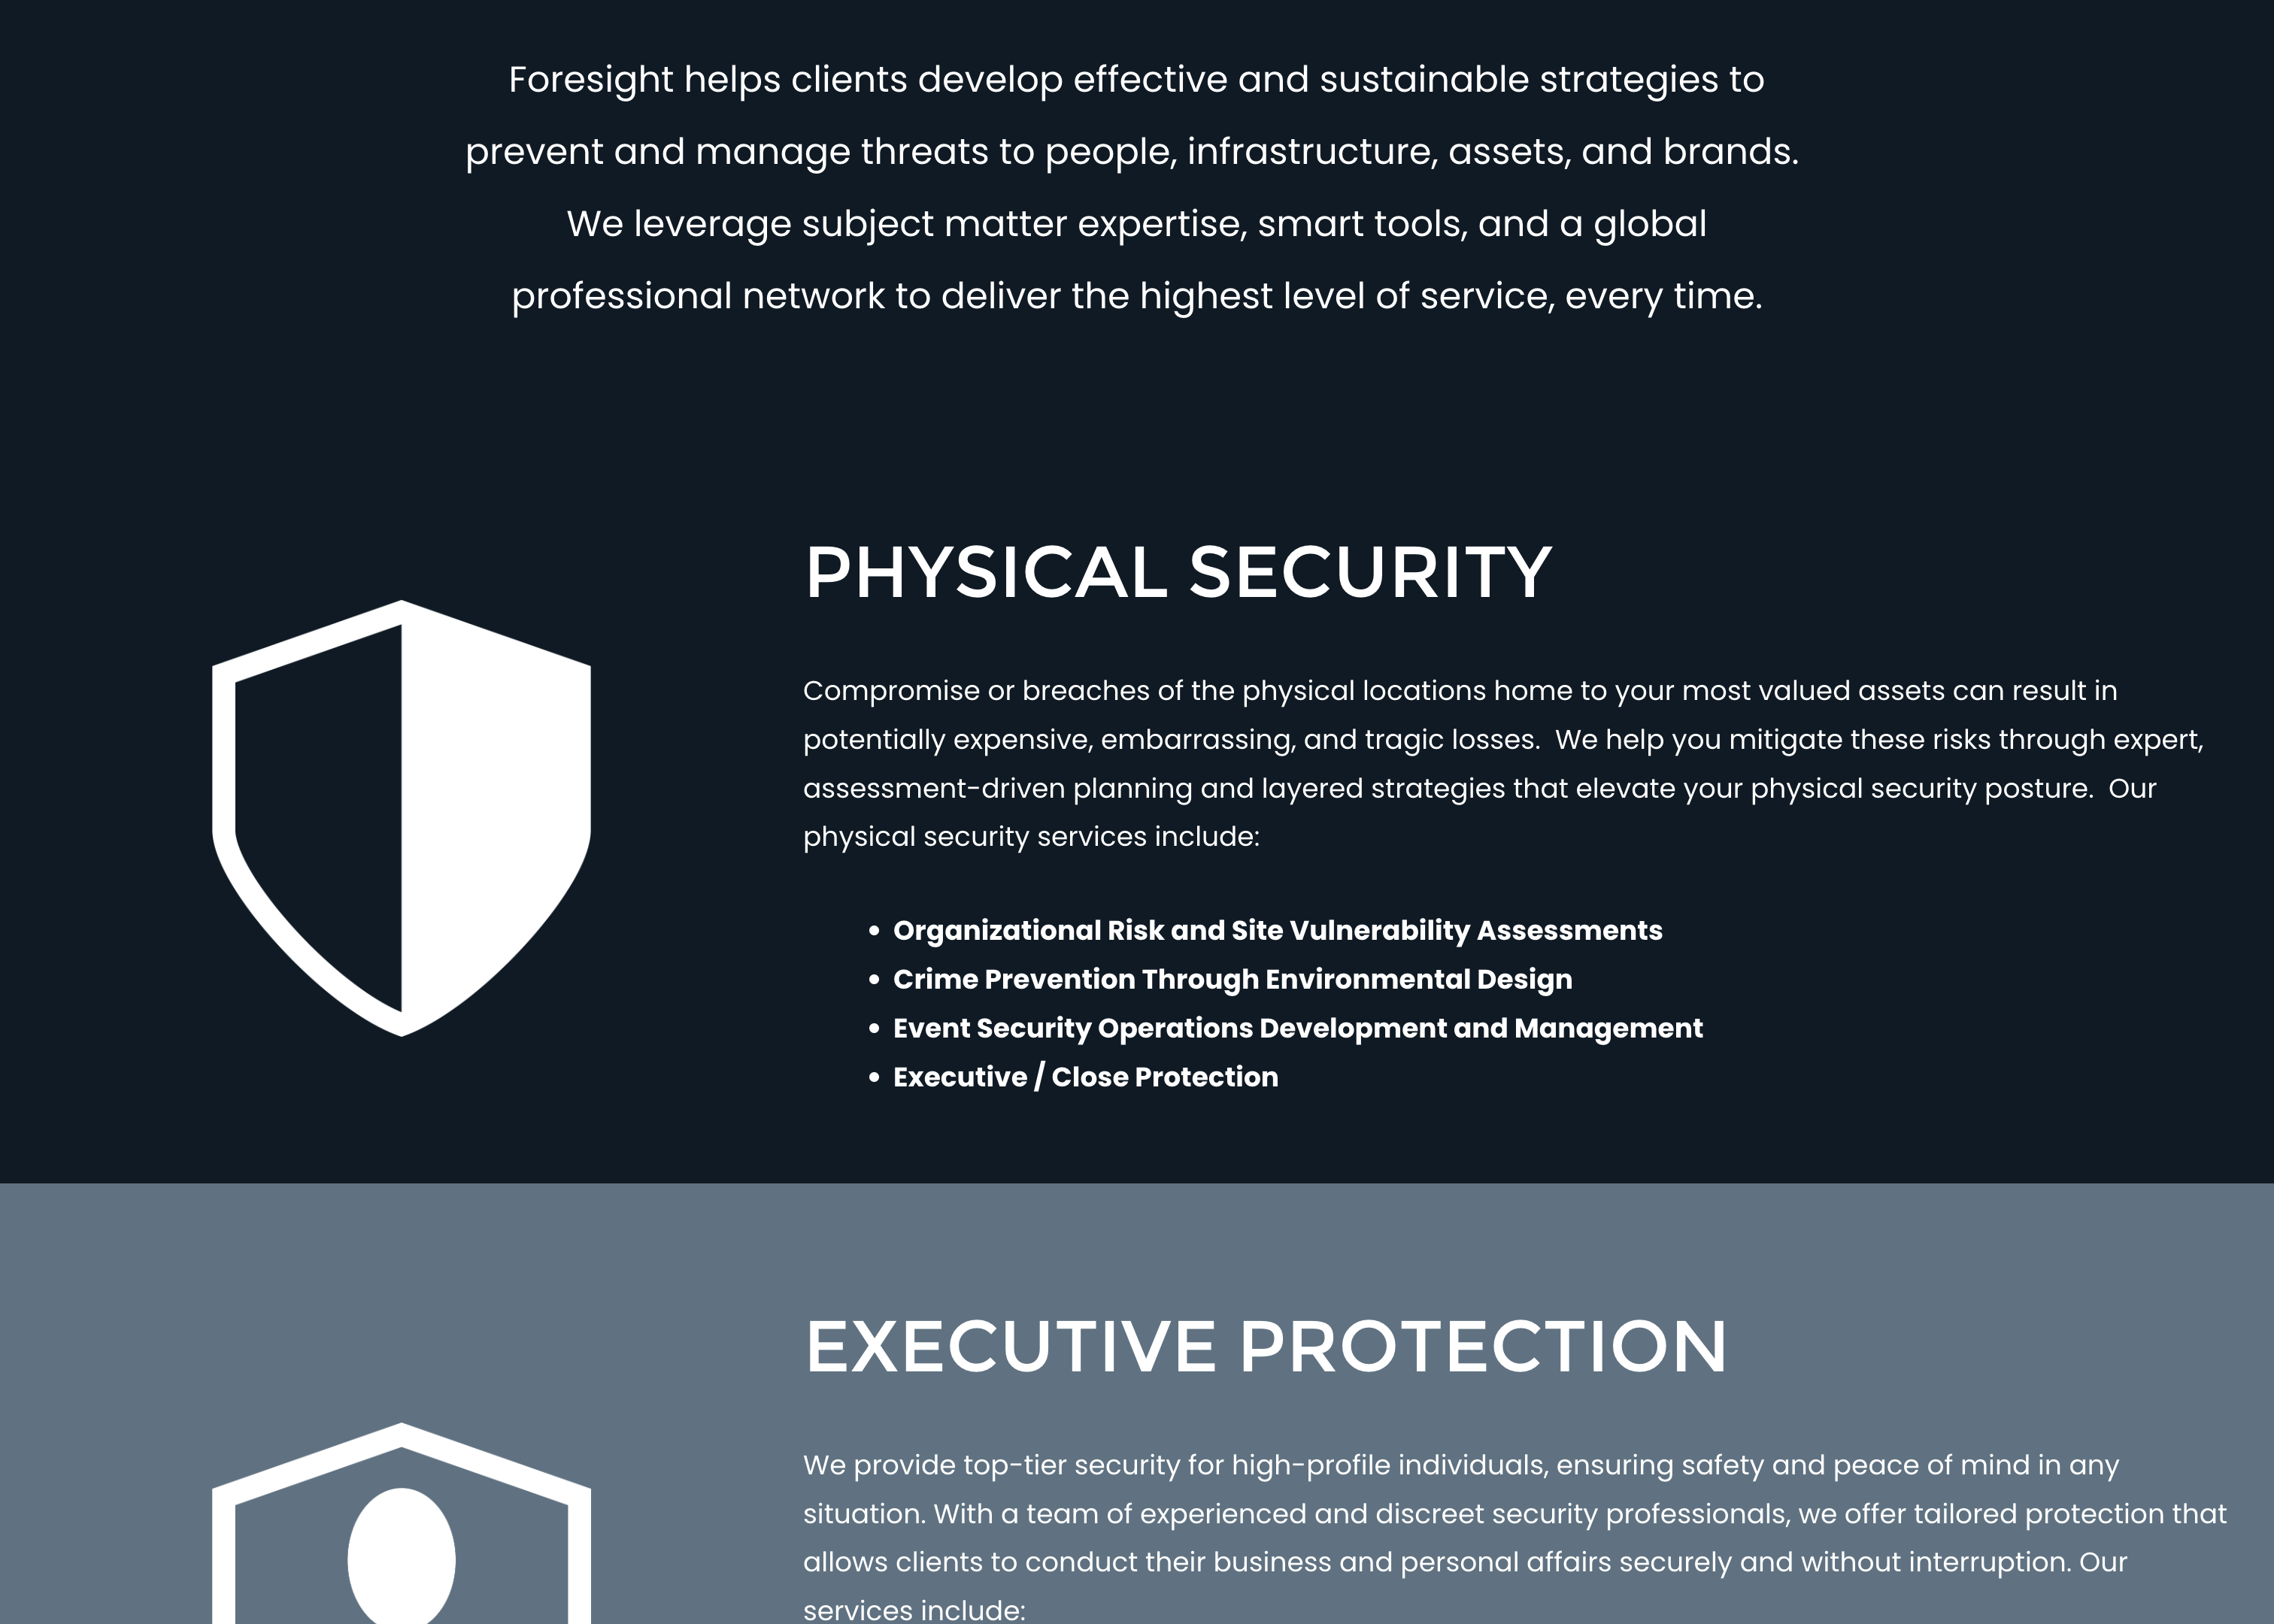 Foresight helps clients develop effective and sustainable strategies to
prevent and manage threats to people, infrastructure, assets, and brands.
We leverage subject matter expertise, smart tools, and a global
professional network to deliver the highest level of service, every time.
PHYSICAL SECURITY
Compromise or breaches of the physical locations home to your most valued assets can result in
potentially expensive, embarrassing, and tragic losses.  We help you mitigate these risks through expert,
assessment-driven planning and layered strategies that elevate your physical security posture.  Our
physical security services include:
• Organizational Risk and Site Vulnerability Assessments
• Crime Prevention Through Environmental Design
• Event Security Operations Development and Management
• Executive / Close Protection
EXECUTIVE PROTECTION
We provide top-tier security for high-profile individuals, ensuring safety and peace of mind in any
situation. With a team of experienced and discreet security professionals, we offer tailored protection that
allows clients to conduct their business and personal affairs securely and without interruption. Our
services include: